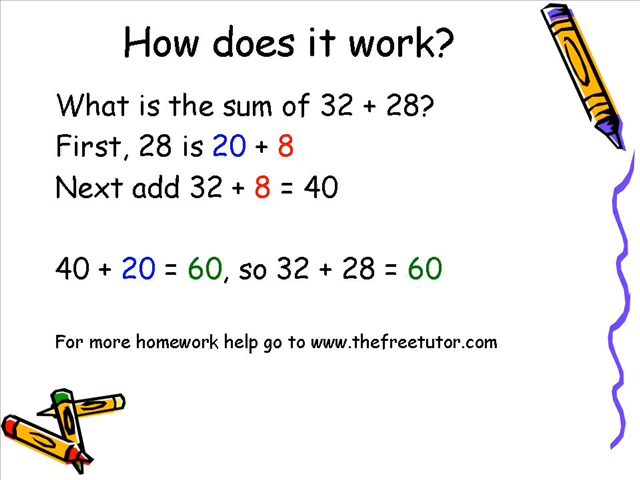 How does it work?
What is the sum of 32 + 28?
First, 28 is 20 + 8
Next add 32 + 8 = 40
40 + 20 = 60, so 32 + 28 = 60
For more homework help go to www.thefreetutor.com